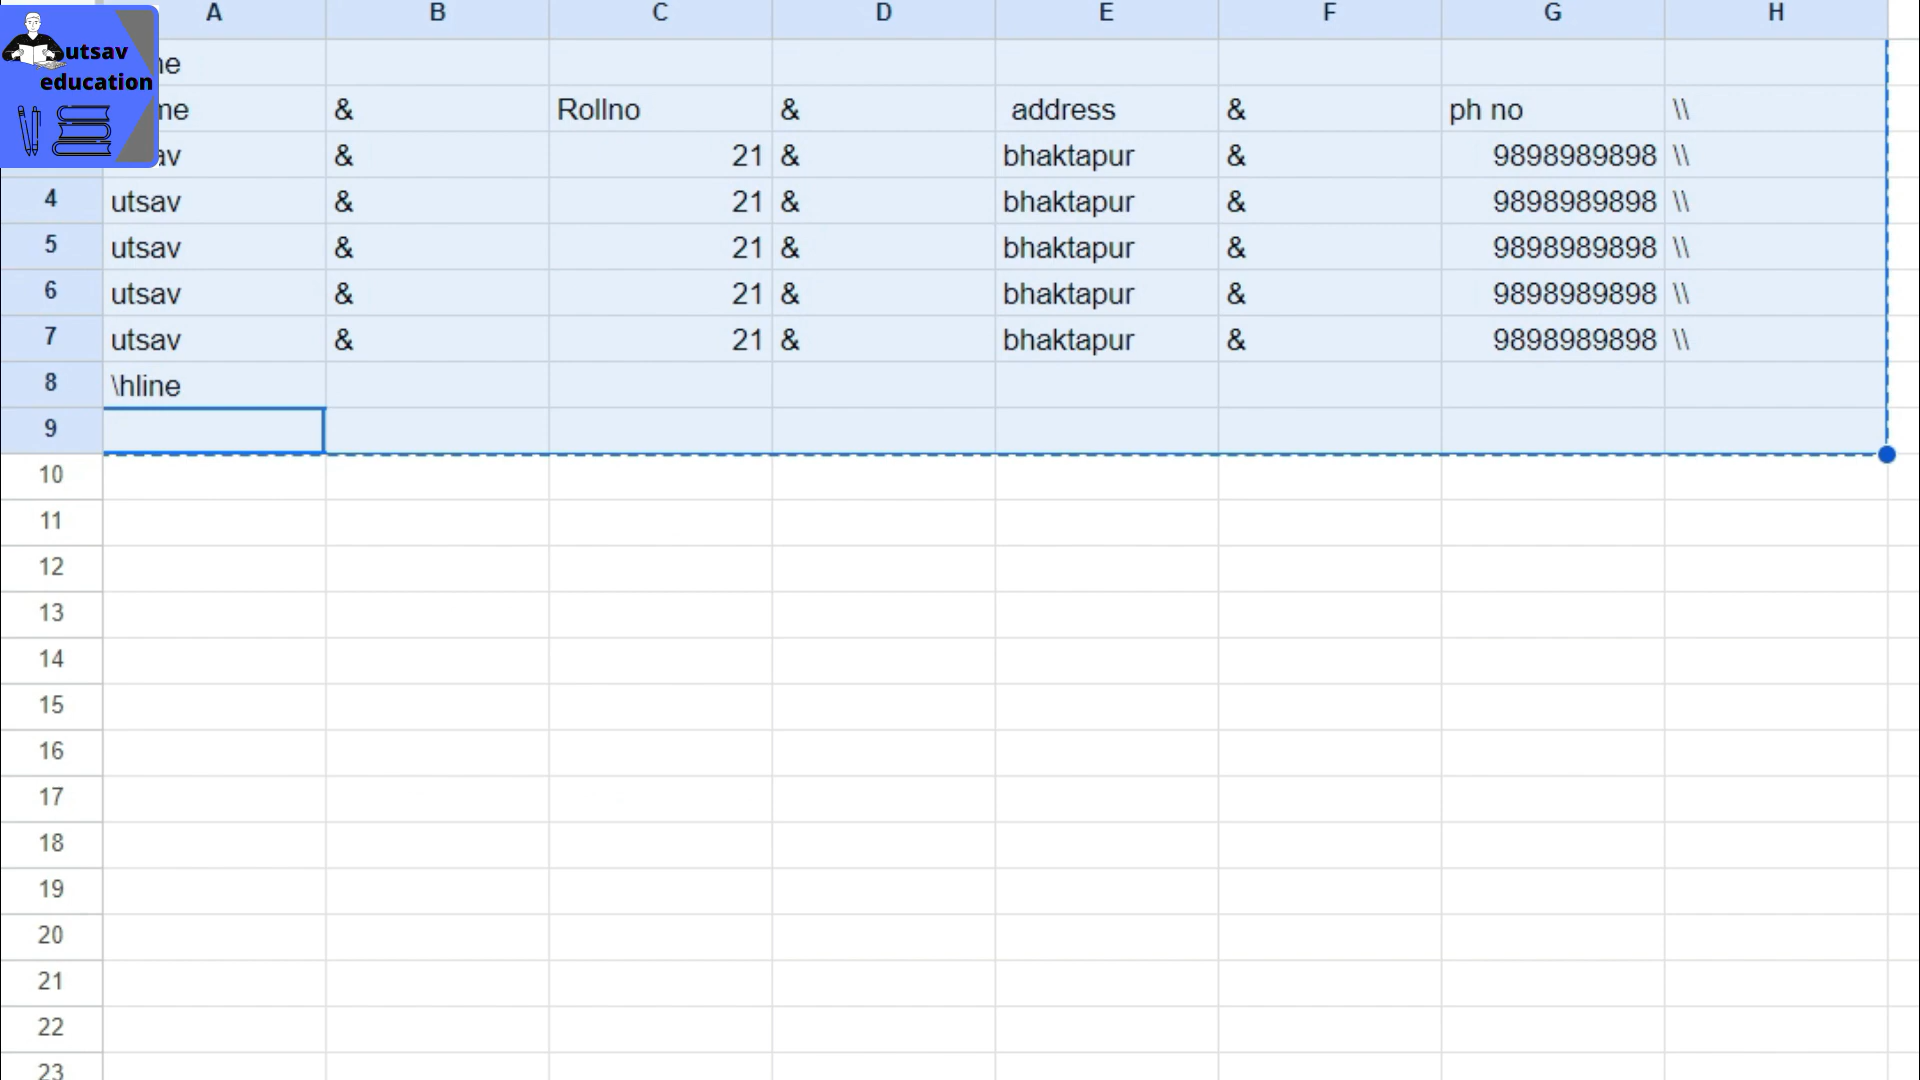 A B C D E F G H
utsav
education
ne
me & Rollno & address & ph no \\
av & 21 & bhaktapur & 9898989898 \\
4 utsav & 21 & bhaktapur & 9898989898 \\
5 utsav & 21 & bhaktapur & 9898989898 \\
6 utsav & 21 & bhaktapur & 9898989898 \\
7 utsav & 21 & bhaktapur & 9898989898 \\
8 \hline
9
10
11
12
13
14
15
16
17
18
19
20
21
22
23